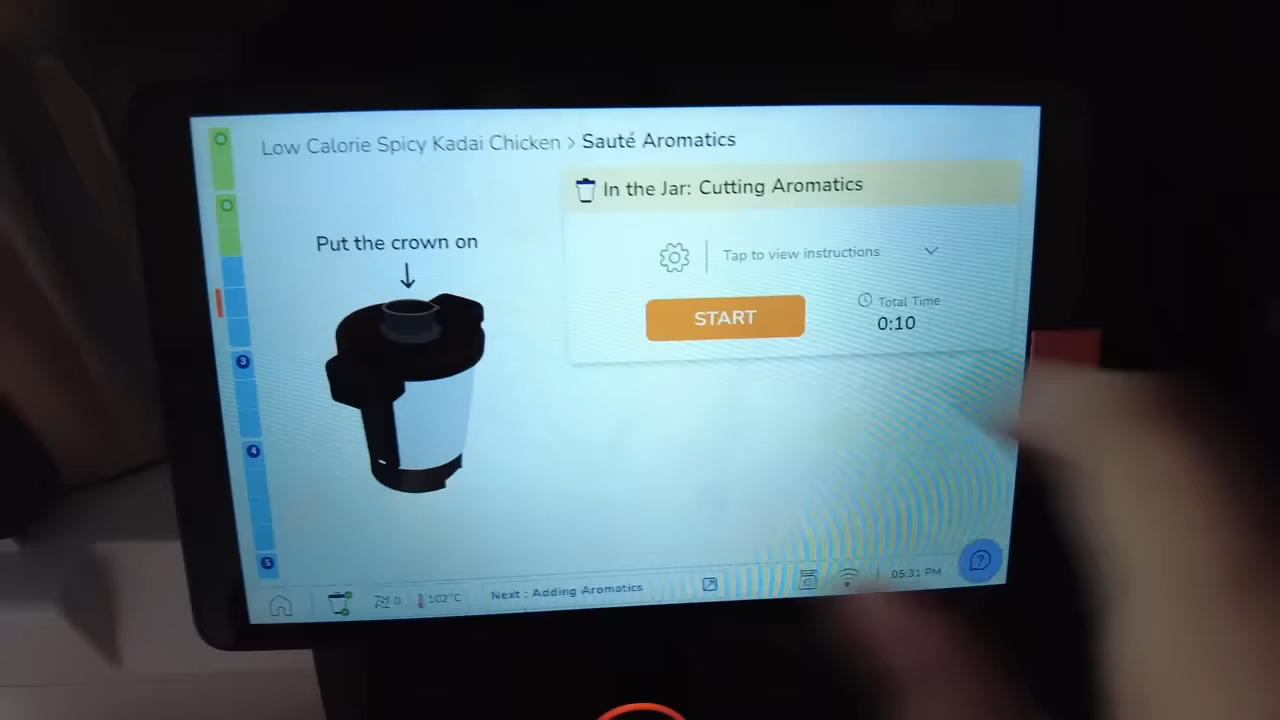 Low Calorie Spicy Kadai Chicken > Sauté Aromatics
In the Jar: Cutting Aromatics
Put the crown on
Tap to view instructions
START
Total Time
0:10
3
4
5
0
102°C
Next : Adding Aromatics
05:31 PM
?